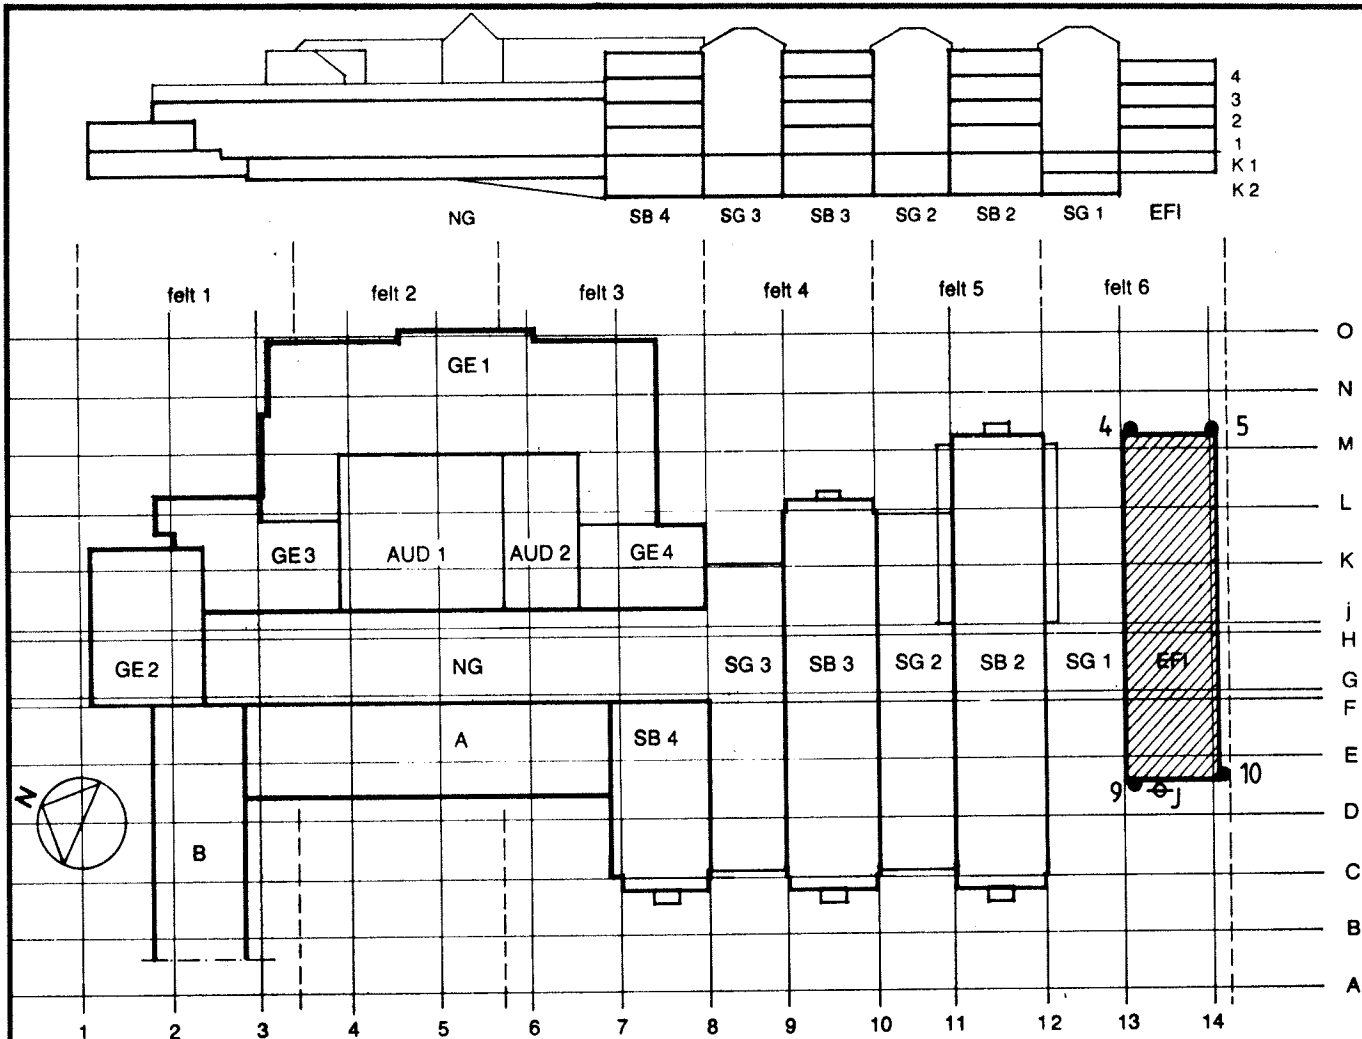 4
3
2
1
K 1
K 2
NG SB 4 SG 3 SB 3 SG 2 SB 2 SG 1 EFI
felt 1 felt 2 felt 3 felt 4 felt 5 felt 6
O
GE 1
N
4 5
M
L
GE 3 AUD 1 AUD 2 GE 4 K
j
H
GE 2 NG SG 3 SB 3 SG 2 SB 2 SG 1 EFI
G
F
A SB 4
E
9 J 10
N
D
B
C
B
A
1 2 3 4 5 6 7 8 9 10 11 12 13 14